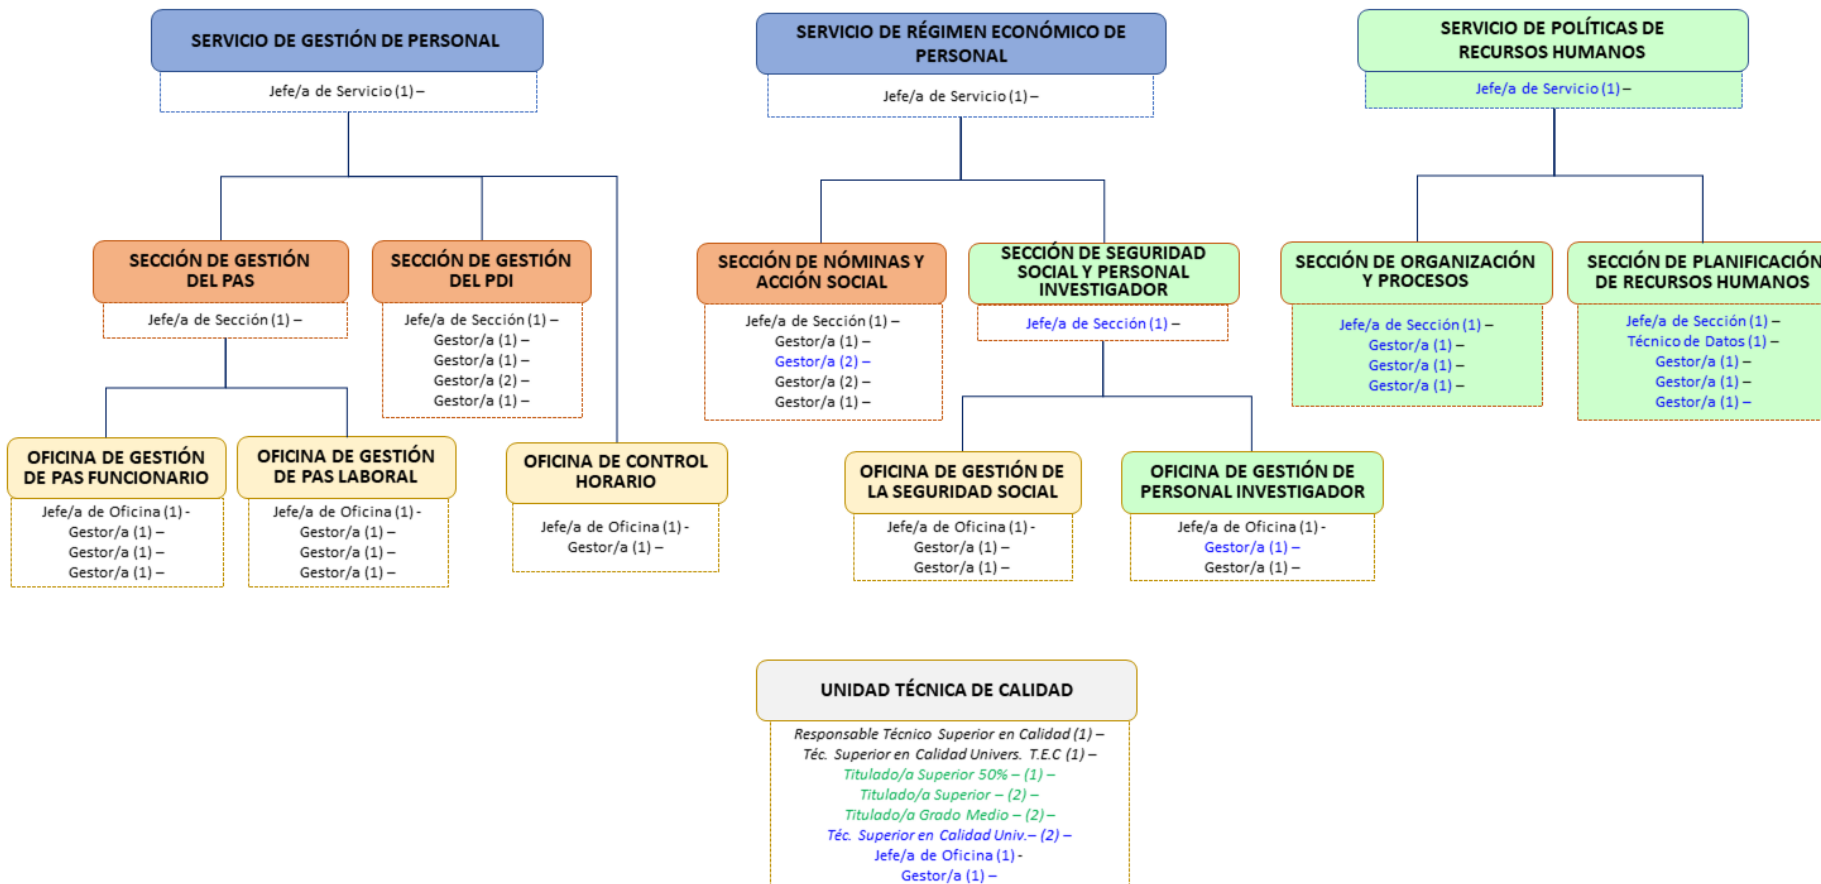 SERVICIO DE GESTIÓN DE PERSONAL
Jefe/a de Servicio (1) –
SERVICIO DE RÉGIMEN ECONÓMICO DE
PERSONAL
Jefe/a de Servicio (1) –
SERVICIO DE POLÍTICAS DE
RECURSOS HUMANOS
Jefe/a de Servicio (1) –
SECCIÓN DE GESTIÓN
DEL PAS
Jefe/a de Sección (1) –
SECCIÓN DE GESTIÓN
DEL PDI
Jefe/a de Sección (1) –
Gestor/a (1) –
Gestor/a (1) –
Gestor/a (2) –
Gestor/a (1) –
SECCIÓN DE NÓMINAS Y
ACCIÓN SOCIAL
Jefe/a de Sección (1) –
Gestor/a (1) –
Gestor/a (2) –
Gestor/a (2) –
Gestor/a (1) –
SECCIÓN DE SEGURIDAD
SOCIAL Y PERSONAL
INVESTIGADOR
Jefe/a de Sección (1) –
SECCIÓN DE ORGANIZACIÓN
Y PROCESOS
Jefe/a de Sección (1) –
Gestor/a (1) –
Gestor/a (1) –
Gestor/a (1) –
SECCIÓN DE PLANIFICACIÓN
DE RECURSOS HUMANOS
Jefe/a de Sección (1) –
Técnico de Datos (1) –
Gestor/a (1) –
Gestor/a (1) –
Gestor/a (1) –
OFICINA DE GESTIÓN
DE PAS FUNCIONARIO
Jefe/a de Oficina (1) -
Gestor/a (1) –
Gestor/a (1) –
Gestor/a (1) –
OFICINA DE GESTIÓN
DE PAS LABORAL
Jefe/a de Oficina (1) -
Gestor/a (1) –
Gestor/a (1) –
Gestor/a (1) –
OFICINA DE CONTROL
HORARIO
Jefe/a de Oficina (1) -
Gestor/a (1) –
OFICINA DE GESTIÓN DE
LA SEGURIDAD SOCIAL
Jefe/a de Oficina (1) -
Gestor/a (1) –
Gestor/a (1) –
OFICINA DE GESTIÓN DE
PERSONAL INVESTIGADOR
Jefe/a de Oficina (1) -
Gestor/a (1) –
Gestor/a (1) –
UNIDAD TÉCNICA DE CALIDAD
Responsable Técnico Superior en Calidad (1) –
Téc. Superior en Calidad Univers. T.E.C (1) –
Titulado/a Superior 50% – (1) –
Titulado/a Superior – (2) –
Titulado/a Grado Medio – (2) –
Téc. Superior en Calidad Univ.– (2) –
Jefe/a de Oficina (1) -
Gestor/a (1) –